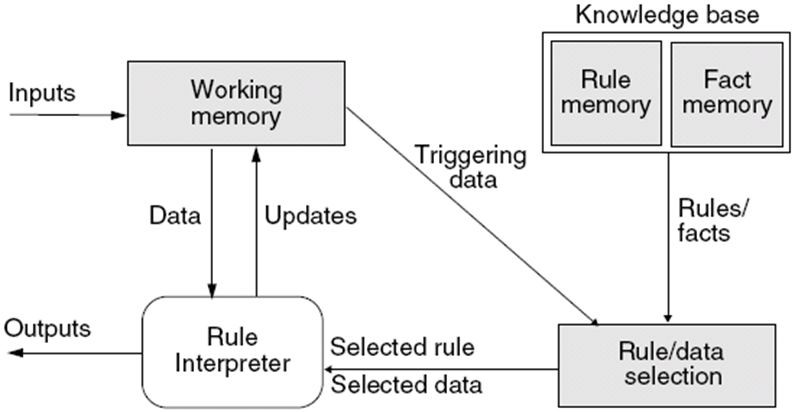 Knowledge base
Inputs
Working
memory
Rule
memory
Fact
memory
Triggering
data
Data
Updates
Rules/
facts
Outputs
Rule
Interpreter
Selected rule
Selected data
Rule/data
selection